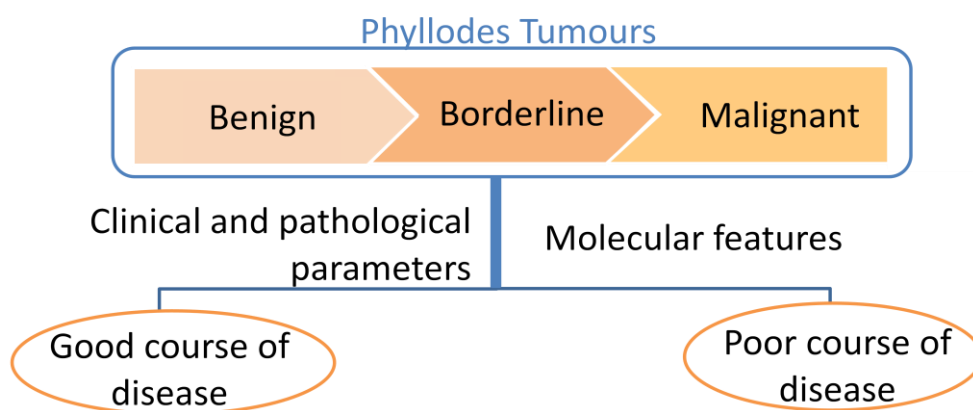 Phyllodes Tumours
Benign
Borderline
Malignant
Clinical and pathological
parameters
Molecular features
Good course of
disease
Poor course of
disease